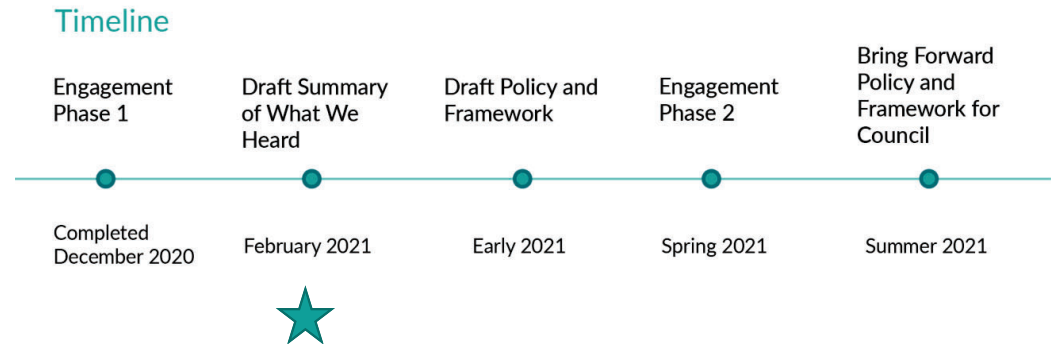 Timeline
Engagement
Phase 1
Draft Summary
of What We
Heard
Draft Policy and
Framework
Engagement
Phase 2
Bring Forward
Policy and
Framework for
Council
Completed
December 2020
February 2021
Early 2021
Spring 2021
Summer 2021